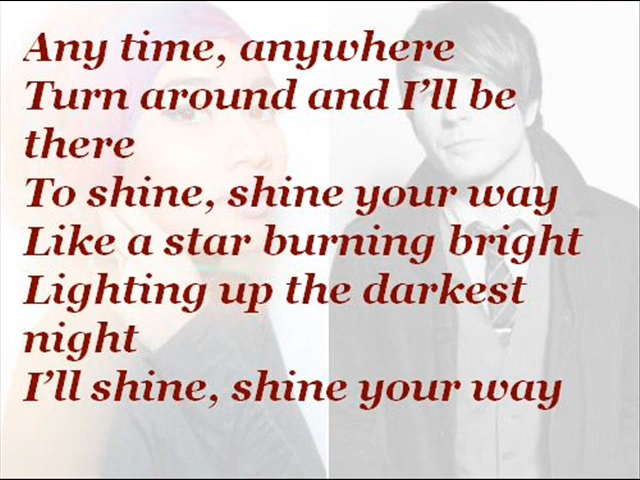 Any time, anywhere
Turn around and I'll be
there
To shine, shine your way
Like a star burning bright
Lighting up the darkest
night
I'll shine, shine your way